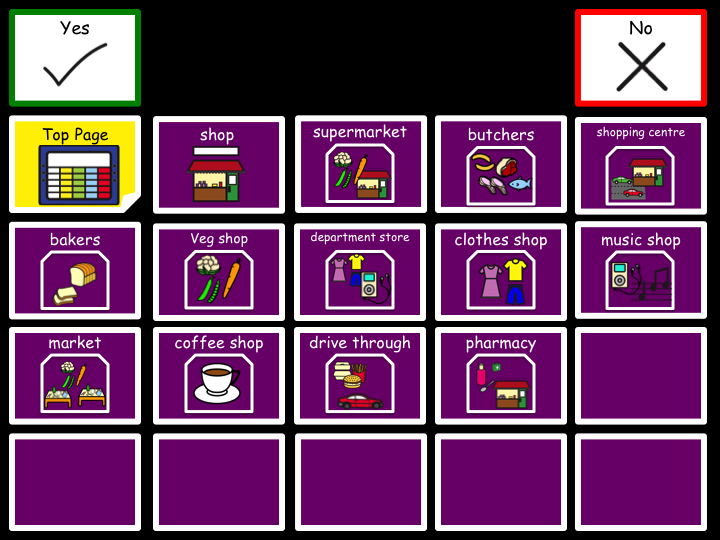 Yes
No
Top Page
shop
supermarket
butchers
shopping centre
bakers
Veg shop
department store
clothes shop
music shop
market
coffee shop
drive through
pharmacy